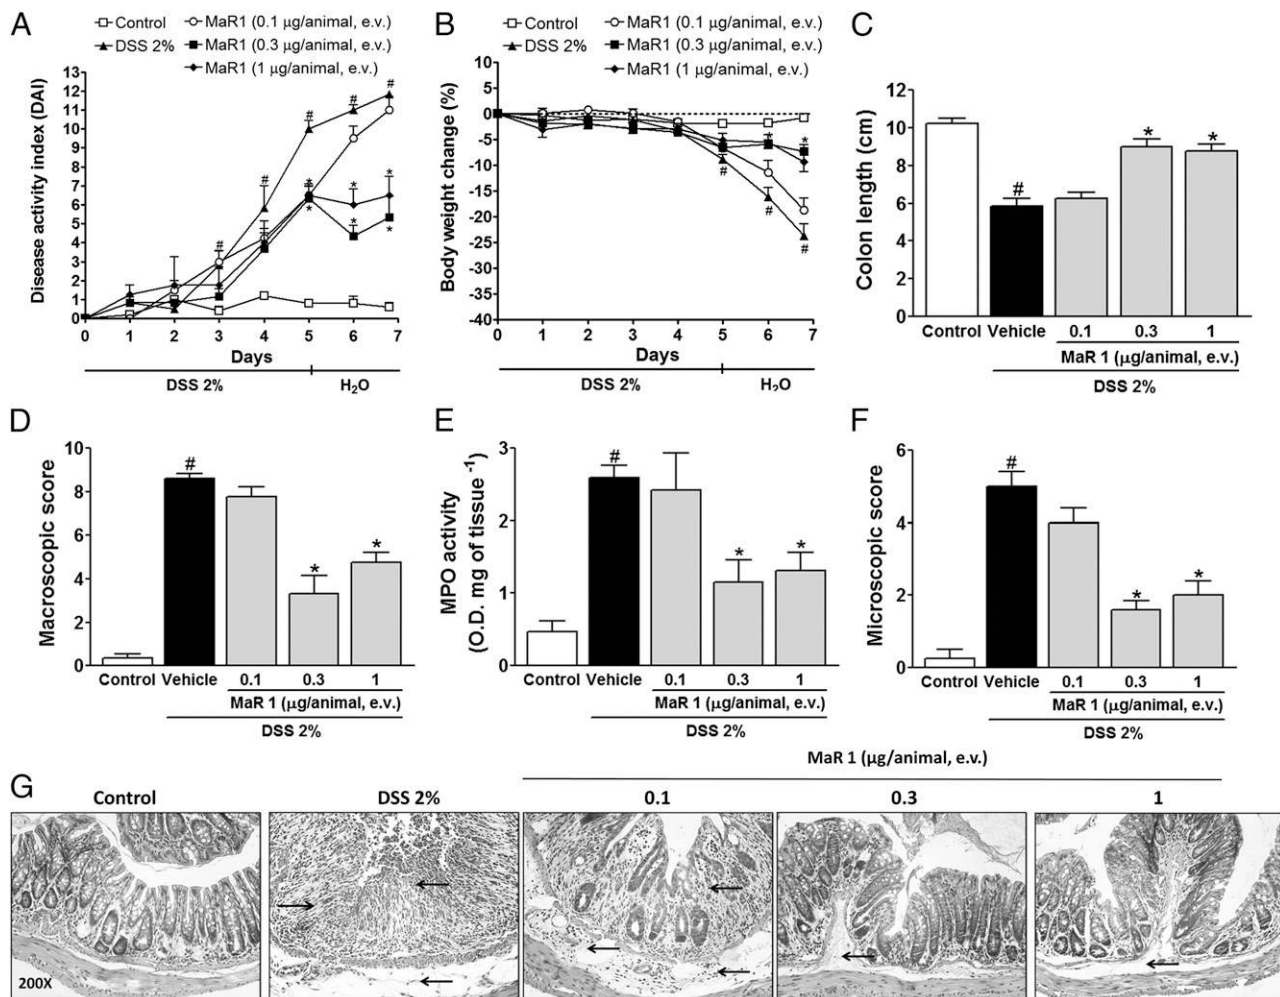 A
Control
DSS 2%
MaR1 (0.1 µg/animal, e.v.)
MaR1 (0.3 µg/animal, e.v.)
MaR1 (1 µg/animal, e.v.)
Disease activity index (DAI)
13
12
11
10
9
8
7
6
5
4
3
2
1
0
# # # # #
* * * * * *
0 1 2 3 4 5 6 7
Days
DSS 2% H₂O
B
Control
DSS 2%
MaR1 (0.1 µg/animal, e.v.)
MaR1 (0.3 µg/animal, e.v.)
MaR1 (1 µg/animal, e.v.)
Body weight change (%)
10
5
0
-5
-10
-15
-20
-25
-30
-35
-40
* *
# # #
0 1 2 3 4 5 6 7
Days
DSS 2% H₂O
C
Colon length (cm)
12
10
8
6
4
2
0
# * *
Control Vehicle 0.1 0.3 1
MaR 1 (µg/animal, e.v.)
DSS 2%
D
Macroscopic score
10
8
6
4
2
0
# * *
Control Vehicle 0.1 0.3 1
MaR 1 (µg/animal, e.v.)
DSS 2%
E
MPO activity
(O.D. mg of tissue ⁻¹)
3
2
1
0
# * *
Control Vehicle 0.1 0.3 1
MaR 1 (µg/animal, e.v.)
DSS 2%
F
Microscopic score
6
4
2
0
# * *
Control Vehicle 0.1 0.3 1
MaR 1 (µg/animal, e.v.)
DSS 2%
G
MaR 1 (µg/animal, e.v.)
Control DSS 2% 0.1 0.3 1
200X